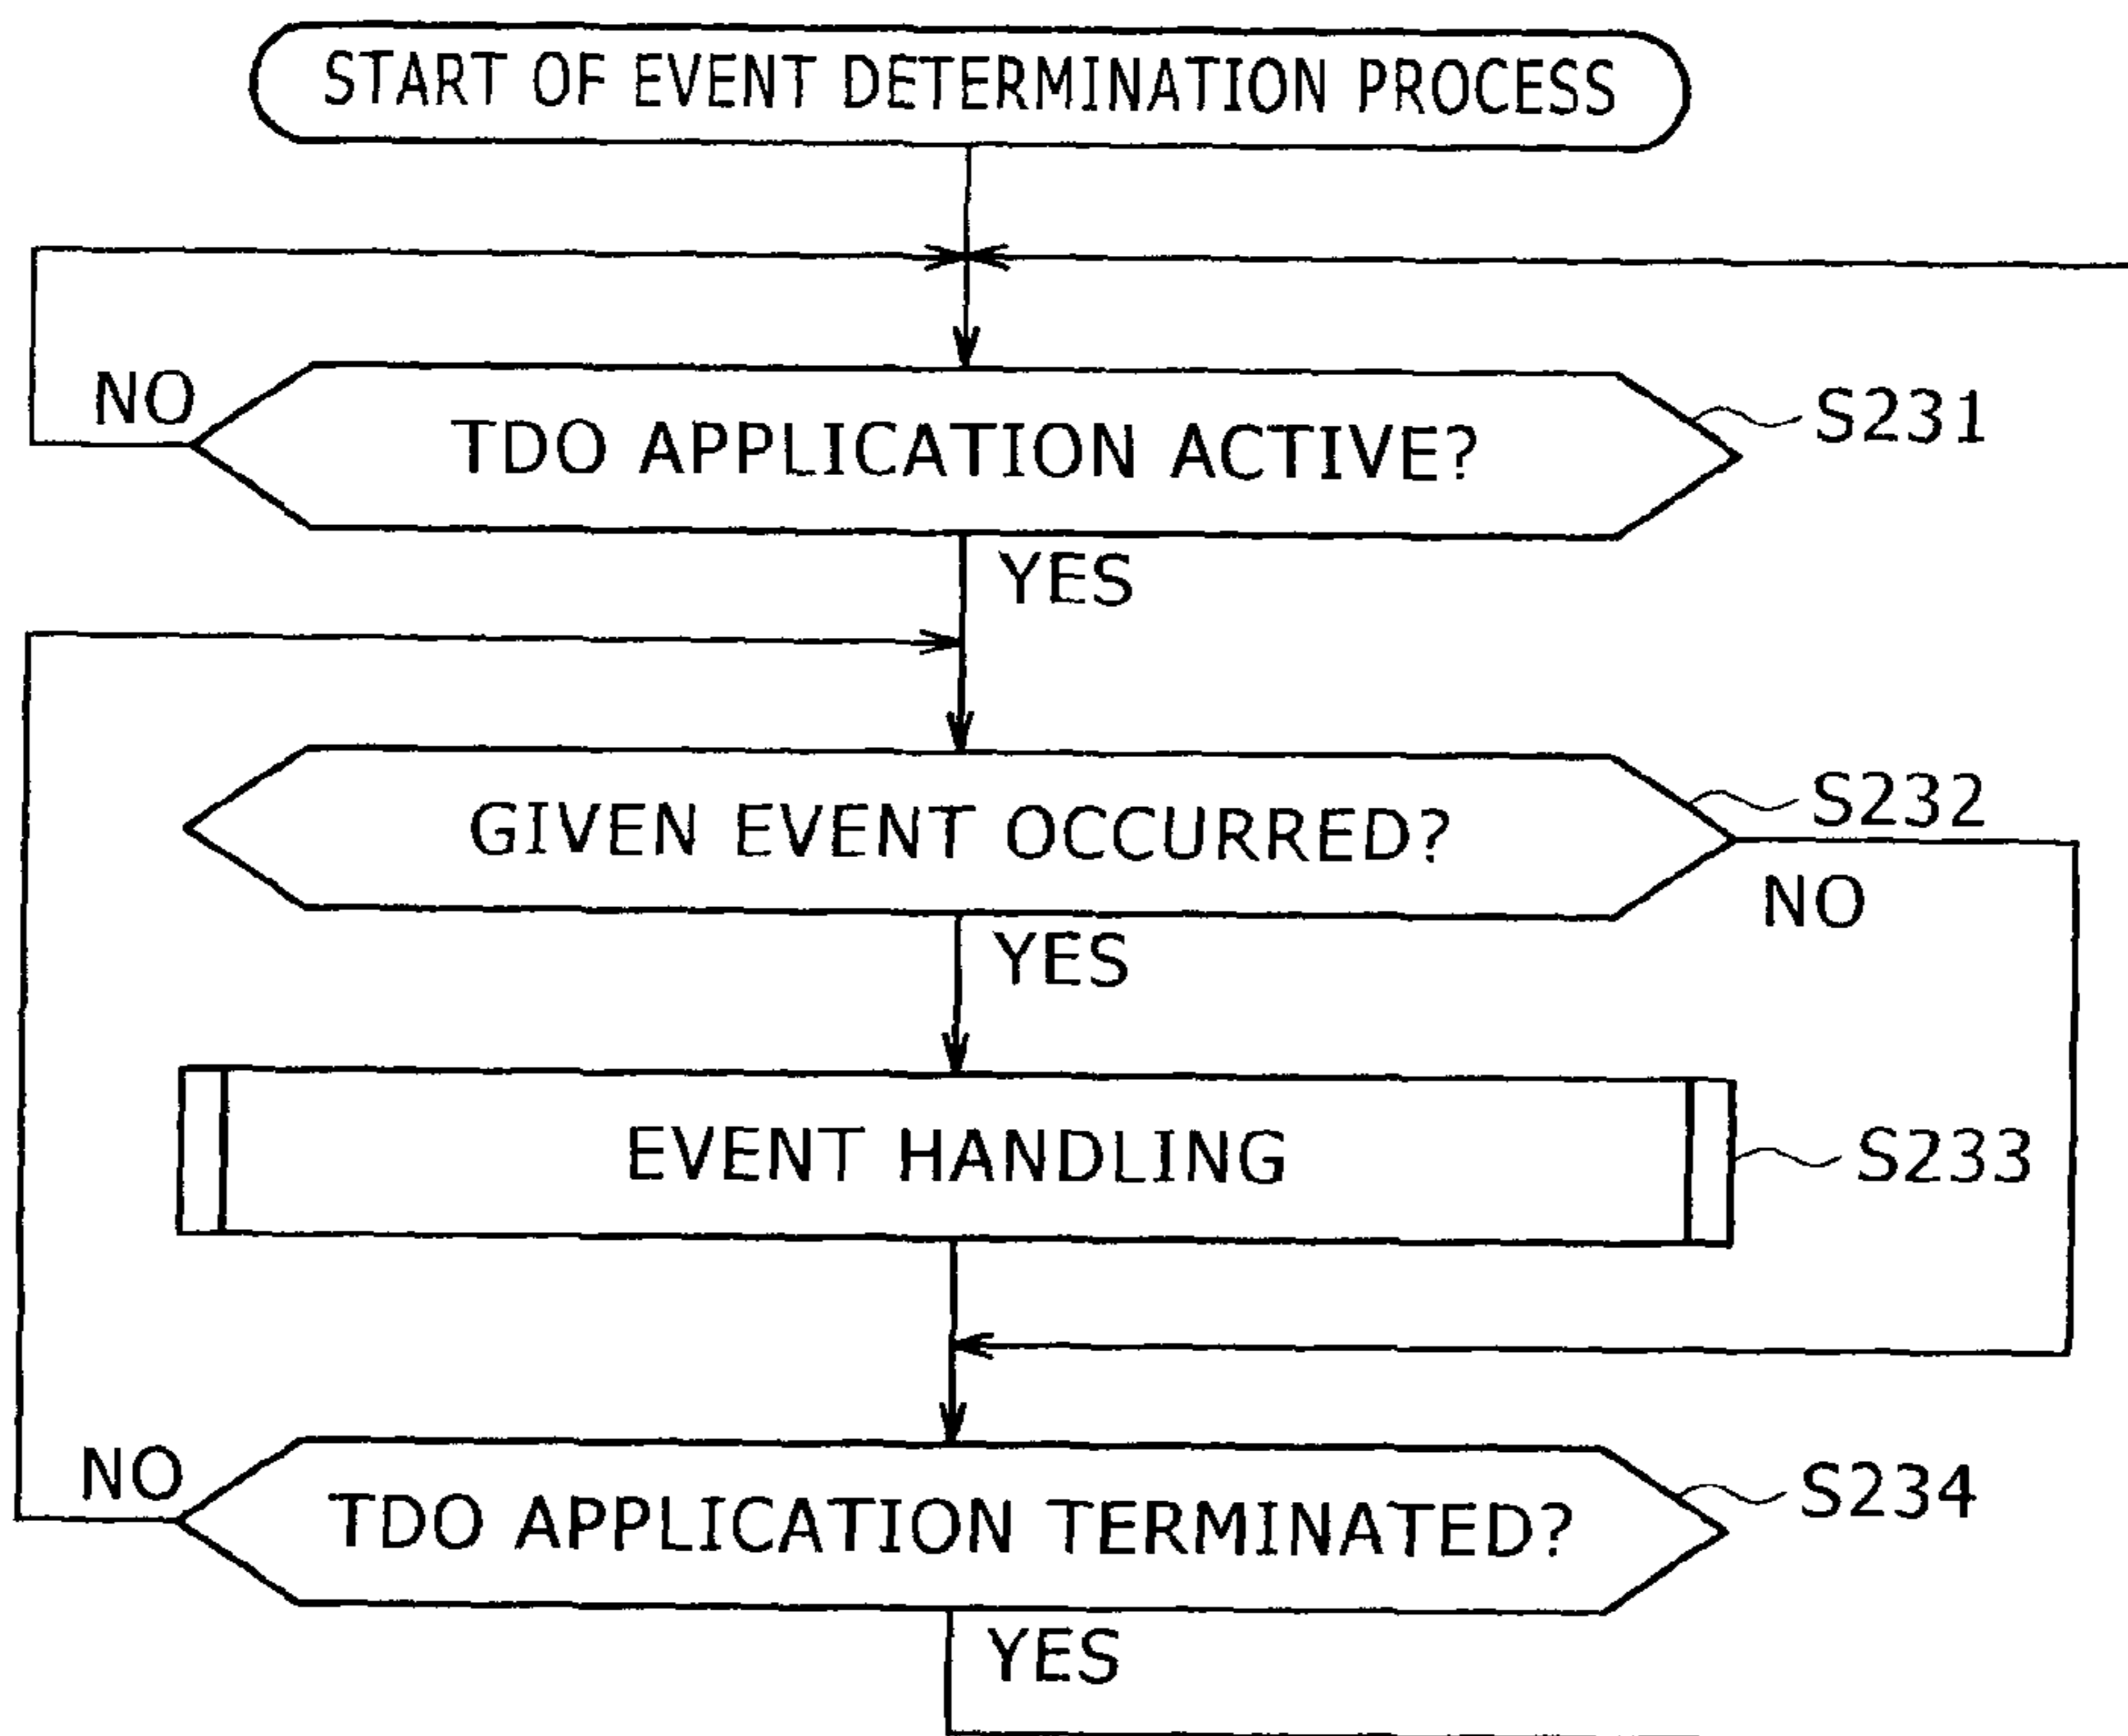 START OF EVENT DETERMINATION PROCESS
NO
TDO APPLICATION ACTIVE?
S231
YES
GIVEN EVENT OCCURRED?
S232
NO
YES
EVENT HANDLING
S233
NO
TDO APPLICATION TERMINATED?
S234
YES